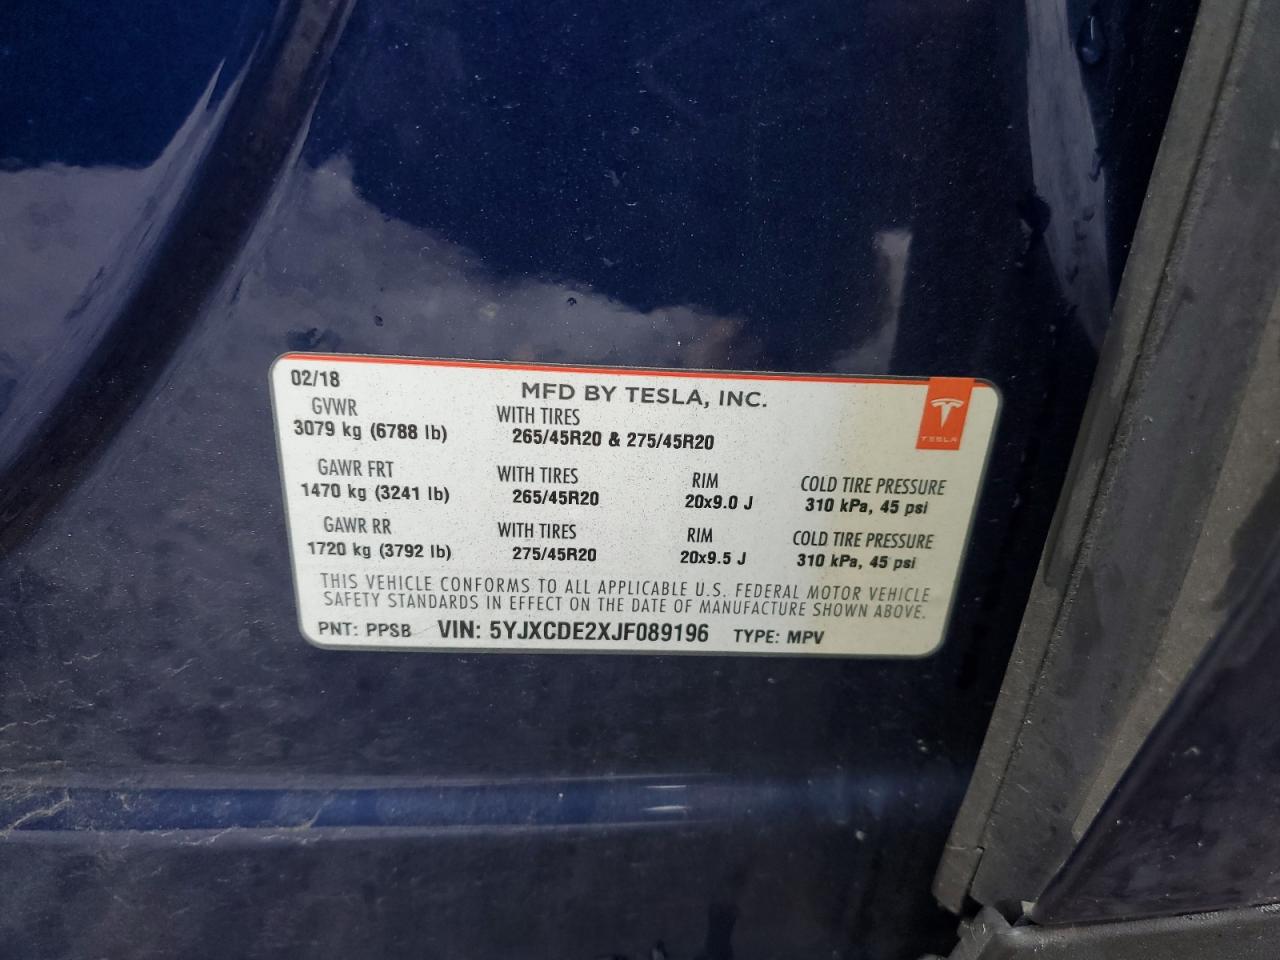 02/18
MFD BY TESLA, INC.
GVWR WITH TIRES
3079 kg (6788 lb) 265/45R20 & 275/45R20
TESLA
GAWR FRT WITH TIRES RIM COLD TIRE PRESSURE
1470 kg (3241 lb) 265/45R20 20x9.0 J 310 kPa, 45 psi
GAWR RR WITH TIRES RIM COLD TIRE PRESSURE
1720 kg (3792 lb) 275/45R20 20x9.5 J 310 kPa, 45 psi
THIS VEHICLE CONFORMS TO ALL APPLICABLE U.S. FEDERAL MOTOR VEHICLE
SAFETY STANDARDS IN EFFECT ON THE DATE OF MANUFACTURE SHOWN ABOVE.
PNT: PPSB VIN: 5YJXCDE2XJF089196 TYPE: MPV